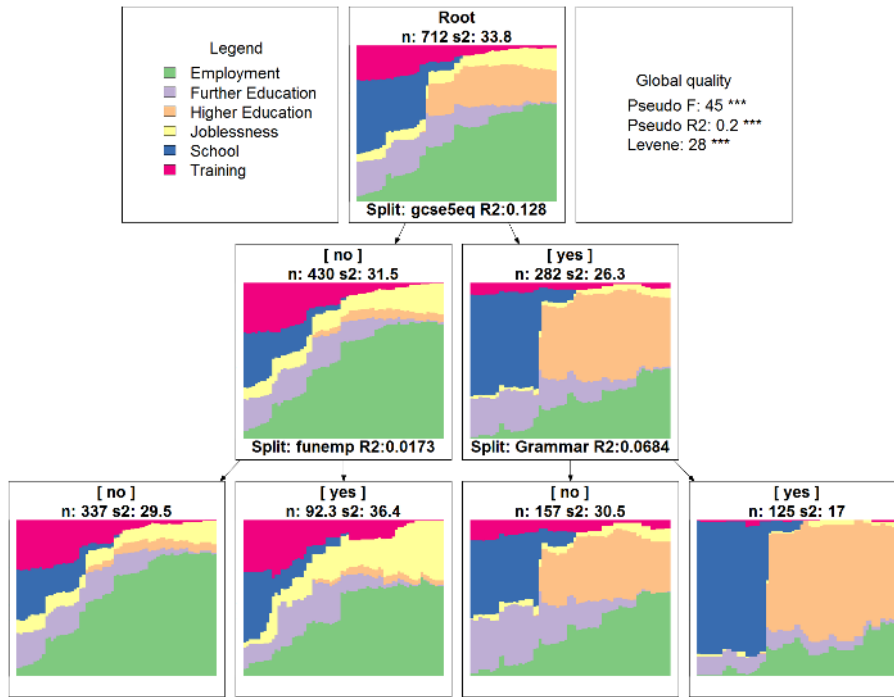 Legend
Employment
Further Education
Higher Education
Joblessness
School
Training
Root
n: 712 s2: 33.8
Split: gcse5eq R2:0.128
Global quality
Pseudo F: 45 ***
Pseudo R2: 0.2 ***
Levene: 28 ***
[ no ]
n: 430 s2: 31.5
Split: funemp R2:0.0173
[ yes ]
n: 282 s2: 26.3
Split: Grammar R2:0.0684
[ no ]
n: 337 s2: 29.5
[ yes ]
n: 92.3 s2: 36.4
[ no ]
n: 157 s2: 30.5
[ yes ]
n: 125 s2: 17